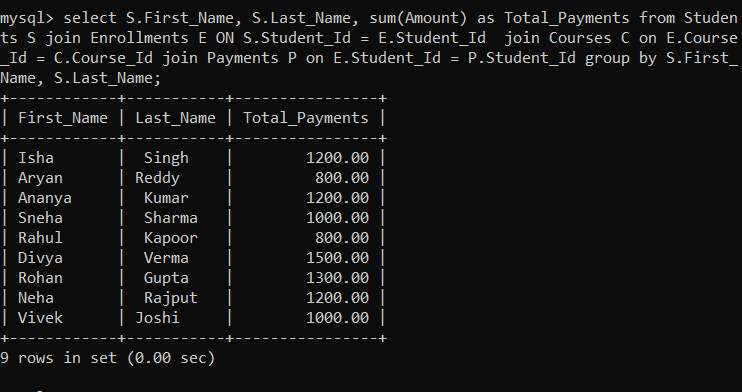 mysql> select S.First_Name, S.Last_Name, sum(Amount) as Total_Payments from Studen
ts S join Enrollments E ON S.Student_Id = E.Student_Id  join Courses C on E.Course
_Id = C.Course_Id join Payments P on E.Student_Id = P.Student_Id group by S.First_
Name, S.Last_Name;
+------------+-----------+----------------+
| First_Name | Last_Name | Total_Payments |
+------------+-----------+----------------+
| Isha       |  Singh    |        1200.00 |
| Aryan      | Reddy     |         800.00 |
| Ananya     |  Kumar    |        1200.00 |
| Sneha      |  Sharma   |        1000.00 |
| Rahul      |  Kapoor   |         800.00 |
| Divya      |  Verma    |        1500.00 |
| Rohan      |  Gupta    |        1300.00 |
| Neha       |  Rajput   |        1200.00 |
| Vivek      | Joshi     |        1000.00 |
+------------+-----------+----------------+
9 rows in set (0.00 sec)